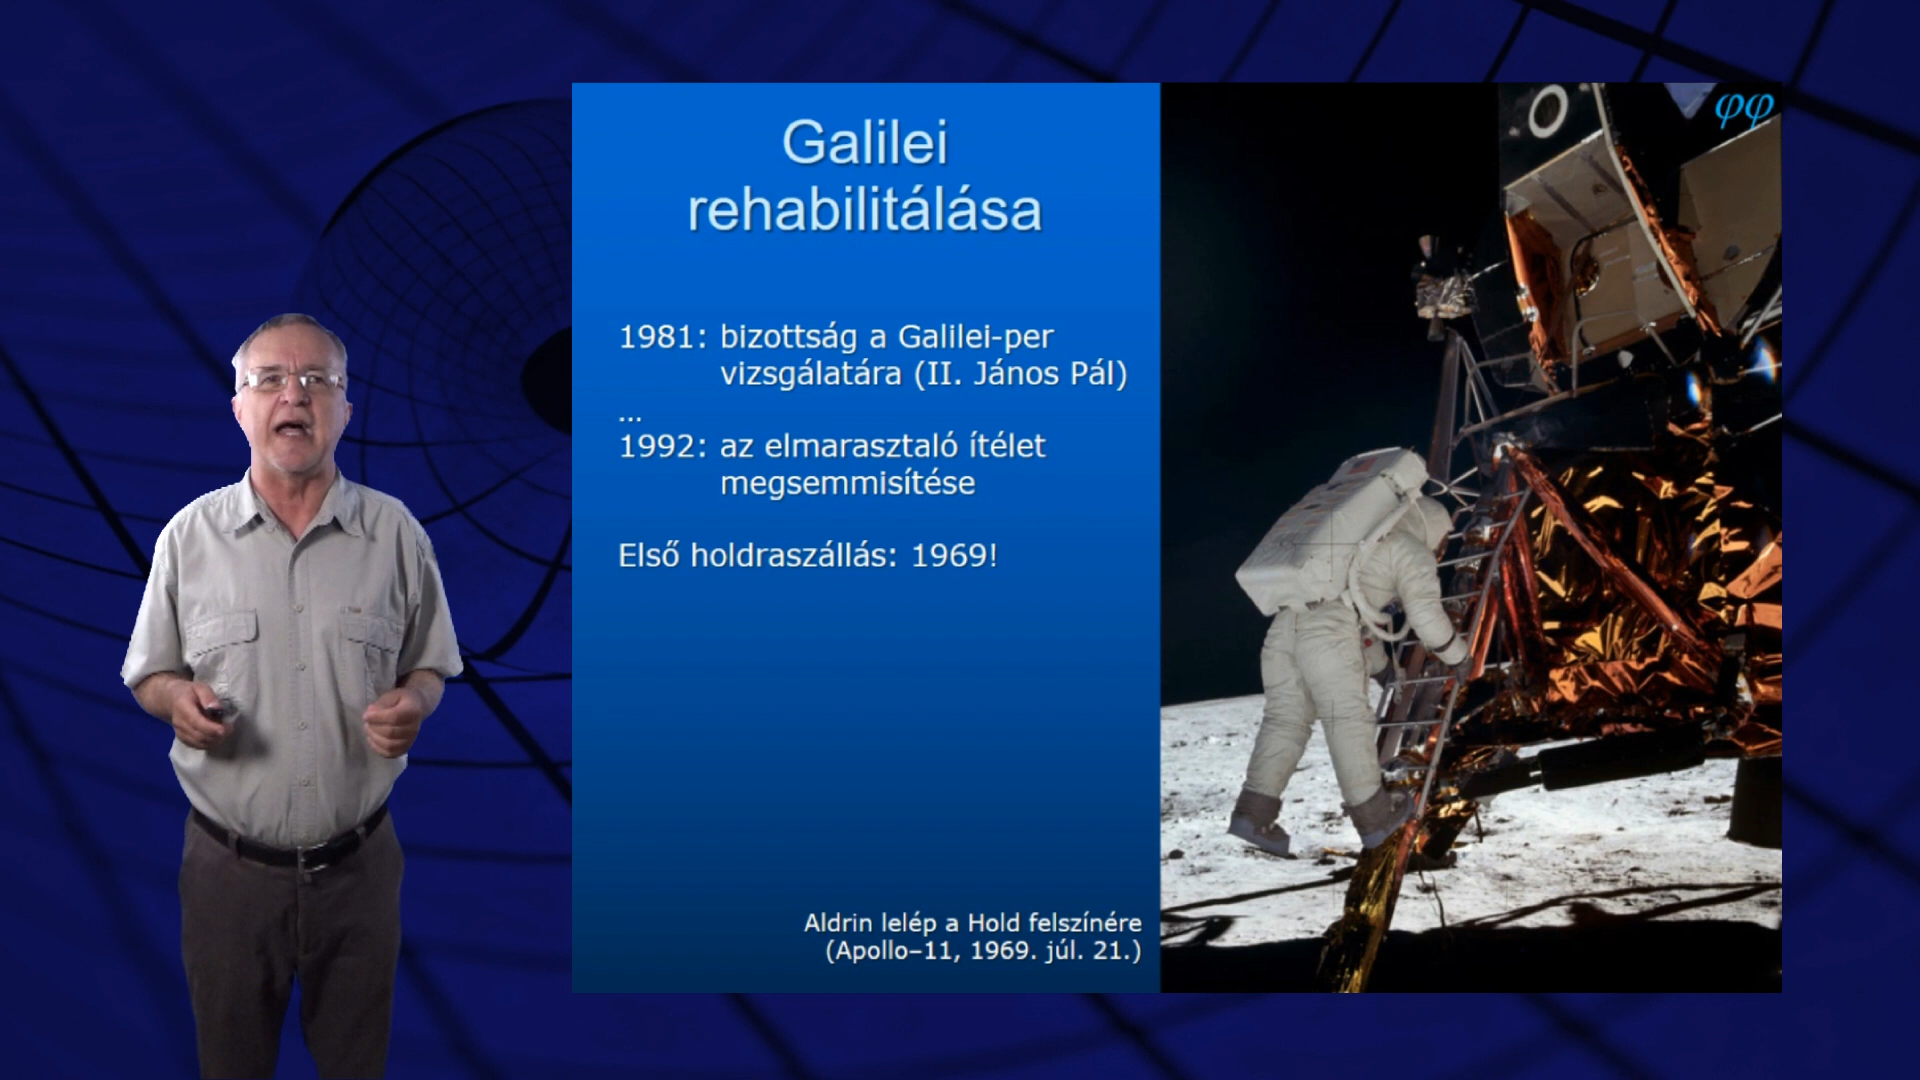 φφ
Galilei
rehabilitálása
1981: bizottság a Galilei-per
vizsgálatára (II. János Pál)
...
1992: az elmarasztaló ítélet
megsemmisítése
Első holdraszállás: 1969!
Aldrin lelép a Hold felszínére
(Apollo–11, 1969. júl. 21.)